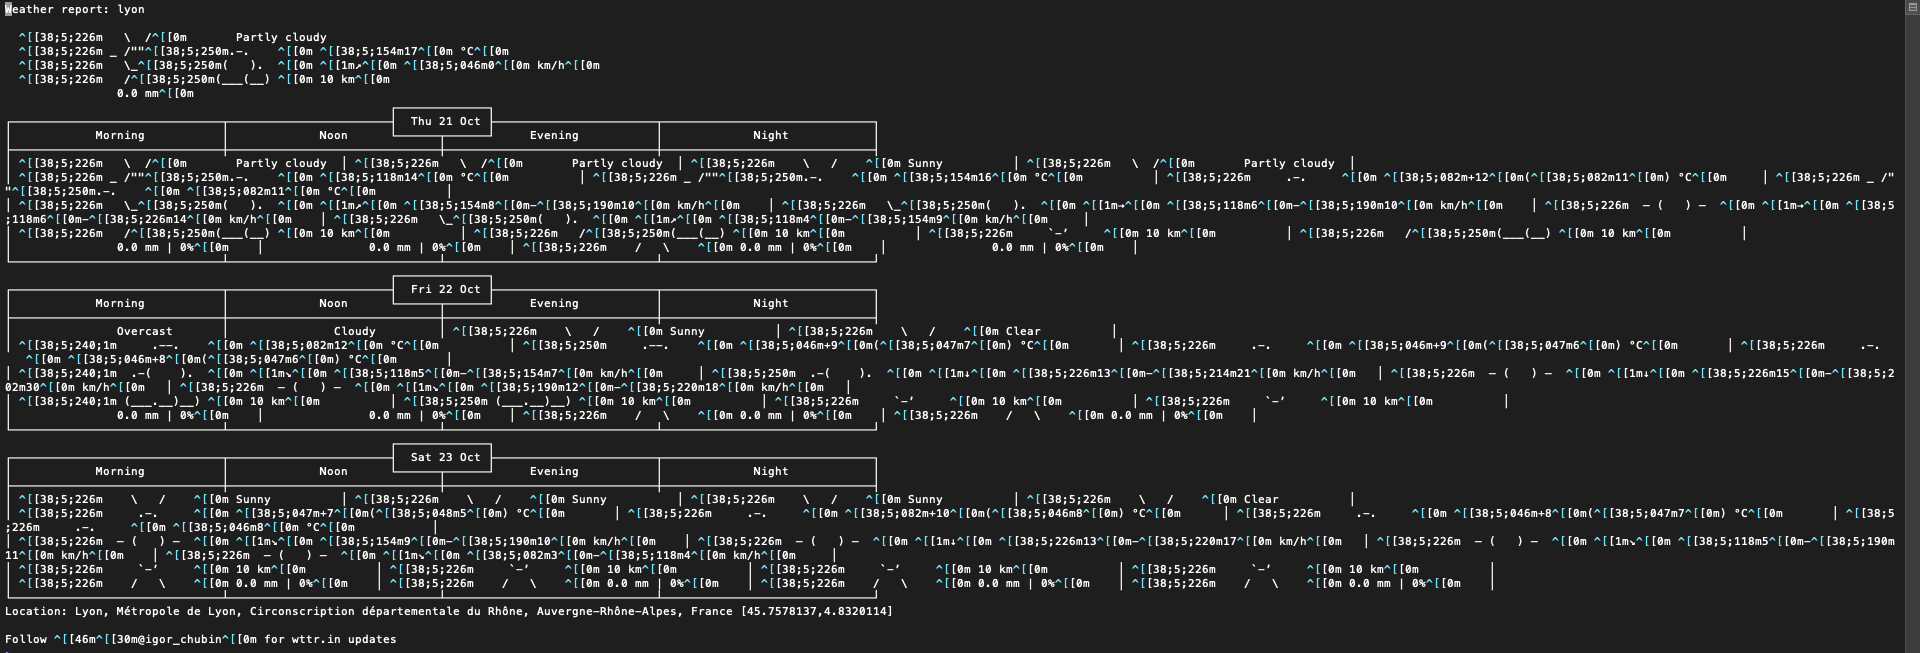 Weather report: lyon
^[[38;5;226m   \  /^[[0m       Partly cloudy
^[[38;5;226m _ /""^[[38;5;250m.-.    ^[[0m ^[[38;5;154m17^[[0m °C^[[0m
^[[38;5;226m   \_^[[38;5;250m(   ).  ^[[0m ^[[1m↗^[[0m ^[[38;5;046m0^[[0m km/h^[[0m
^[[38;5;226m   /^[[38;5;250m(___(__) ^[[0m 10 km^[[0m
0.0 mm^[[0m
Thu 21 Oct
│ Morning │ Noon │ Evening │ Night │
│ ^[[38;5;226m   \  /^[[0m       Partly cloudy  │ ^[[38;5;226m   \  /^[[0m       Partly cloudy  │ ^[[38;5;226m    \   /    ^[[0m Sunny          │ ^[[38;5;226m   \  /^[[0m       Partly cloudy  │
│ ^[[38;5;226m _ /""^[[38;5;250m.-.    ^[[0m ^[[38;5;118m14^[[0m °C^[[0m          │ ^[[38;5;226m _ /""^[[38;5;250m.-.    ^[[0m ^[[38;5;154m16^[[0m °C^[[0m          │ ^[[38;5;226m     .-.     ^[[0m ^[[38;5;082m+12^[[0m(^[[38;5;082m11^[[0m) °C^[[0m     │ ^[[38;5;226m _ /"
"^[[38;5;250m.-.    ^[[0m ^[[38;5;082m11^[[0m °C^[[0m          │
│ ^[[38;5;226m   \_^[[38;5;250m(   ).  ^[[0m ^[[1m↗^[[0m ^[[38;5;154m8^[[0m-^[[38;5;190m10^[[0m km/h^[[0m    │ ^[[38;5;226m   \_^[[38;5;250m(   ).  ^[[0m ^[[1m→^[[0m ^[[38;5;118m6^[[0m-^[[38;5;190m10^[[0m km/h^[[0m    │ ^[[38;5;226m  ― (   ) ―  ^[[0m ^[[1m→^[[0m ^[[38;5
;118m6^[[0m-^[[38;5;226m14^[[0m km/h^[[0m    │ ^[[38;5;226m   \_^[[38;5;250m(   ).  ^[[0m ^[[1m↗^[[0m ^[[38;5;118m4^[[0m-^[[38;5;154m9^[[0m km/h^[[0m     │
│ ^[[38;5;226m   /^[[38;5;250m(___(__) ^[[0m 10 km^[[0m          │ ^[[38;5;226m   /^[[38;5;250m(___(__) ^[[0m 10 km^[[0m          │ ^[[38;5;226m     `-’     ^[[0m 10 km^[[0m          │ ^[[38;5;226m   /^[[38;5;250m(___(__) ^[[0m 10 km^[[0m          │
│               0.0 mm | 0%^[[0m    │               0.0 mm | 0%^[[0m    │ ^[[38;5;226m    /   \    ^[[0m 0.0 mm | 0%^[[0m    │               0.0 mm | 0%^[[0m    │
Fri 22 Oct
│ Morning │ Noon │ Evening │ Night │
│               Overcast       │               Cloudy         │ ^[[38;5;226m    \   /    ^[[0m Sunny          │ ^[[38;5;226m    \   /    ^[[0m Clear          │
│ ^[[38;5;240;1m     .--.    ^[[0m ^[[38;5;082m12^[[0m °C^[[0m          │ ^[[38;5;250m     .--.    ^[[0m ^[[38;5;046m+9^[[0m(^[[38;5;047m7^[[0m) °C^[[0m       │ ^[[38;5;226m     .-.     ^[[0m ^[[38;5;046m+9^[[0m(^[[38;5;047m6^[[0m) °C^[[0m       │ ^[[38;5;226m     .-.
^[[0m ^[[38;5;046m+8^[[0m(^[[38;5;047m6^[[0m) °C^[[0m       │
│ ^[[38;5;240;1m  .-(    ).  ^[[0m ^[[1m↘^[[0m ^[[38;5;118m5^[[0m-^[[38;5;154m7^[[0m km/h^[[0m     │ ^[[38;5;250m  .-(    ).  ^[[0m ^[[1m↓^[[0m ^[[38;5;226m13^[[0m-^[[38;5;214m21^[[0m km/h^[[0m   │ ^[[38;5;226m  ― (   ) ―  ^[[0m ^[[1m↓^[[0m ^[[38;5;226m15^[[0m-^[[38;5;2
02m30^[[0m km/h^[[0m   │ ^[[38;5;226m  ― (   ) ―  ^[[0m ^[[1m↘^[[0m ^[[38;5;190m12^[[0m-^[[38;5;220m18^[[0m km/h^[[0m   │
│ ^[[38;5;240;1m (___.__)__) ^[[0m 10 km^[[0m          │ ^[[38;5;250m (___.__)__) ^[[0m 10 km^[[0m          │ ^[[38;5;226m     `-’     ^[[0m 10 km^[[0m          │ ^[[38;5;226m     `-’     ^[[0m 10 km^[[0m          │
│               0.0 mm | 0%^[[0m    │               0.0 mm | 0%^[[0m    │ ^[[38;5;226m    /   \    ^[[0m 0.0 mm | 0%^[[0m    │ ^[[38;5;226m    /   \    ^[[0m 0.0 mm | 0%^[[0m    │
Sat 23 Oct
│ Morning │ Noon │ Evening │ Night │
│ ^[[38;5;226m    \   /    ^[[0m Sunny          │ ^[[38;5;226m    \   /    ^[[0m Sunny          │ ^[[38;5;226m    \   /    ^[[0m Sunny          │ ^[[38;5;226m    \   /    ^[[0m Clear          │
│ ^[[38;5;226m     .-.     ^[[0m ^[[38;5;047m+7^[[0m(^[[38;5;048m5^[[0m) °C^[[0m       │ ^[[38;5;226m     .-.     ^[[0m ^[[38;5;082m+10^[[0m(^[[38;5;046m8^[[0m) °C^[[0m      │ ^[[38;5;226m     .-.     ^[[0m ^[[38;5;046m+8^[[0m(^[[38;5;047m7^[[0m) °C^[[0m       │ ^[[38;5
;226m     .-.     ^[[0m ^[[38;5;046m8^[[0m °C^[[0m           │
│ ^[[38;5;226m  ― (   ) ―  ^[[0m ^[[1m↘^[[0m ^[[38;5;154m9^[[0m-^[[38;5;190m10^[[0m km/h^[[0m    │ ^[[38;5;226m  ― (   ) ―  ^[[0m ^[[1m↓^[[0m ^[[38;5;226m13^[[0m-^[[38;5;220m17^[[0m km/h^[[0m   │ ^[[38;5;226m  ― (   ) ―  ^[[0m ^[[1m↘^[[0m ^[[38;5;118m5^[[0m-^[[38;5;190m
11^[[0m km/h^[[0m    │ ^[[38;5;226m  ― (   ) ―  ^[[0m ^[[1m↘^[[0m ^[[38;5;082m3^[[0m-^[[38;5;118m4^[[0m km/h^[[0m     │
│ ^[[38;5;226m     `-’     ^[[0m 10 km^[[0m          │ ^[[38;5;226m     `-’     ^[[0m 10 km^[[0m          │ ^[[38;5;226m     `-’     ^[[0m 10 km^[[0m          │ ^[[38;5;226m     `-’     ^[[0m 10 km^[[0m          │
│ ^[[38;5;226m    /   \    ^[[0m 0.0 mm | 0%^[[0m    │ ^[[38;5;226m    /   \    ^[[0m 0.0 mm | 0%^[[0m    │ ^[[38;5;226m    /   \    ^[[0m 0.0 mm | 0%^[[0m    │ ^[[38;5;226m    /   \    ^[[0m 0.0 mm | 0%^[[0m    │
Location: Lyon, Métropole de Lyon, Circonscription départementale du Rhône, Auvergne-Rhône-Alpes, France [45.7578137,4.8320114]
Follow ^[[46m^[[30m@igor_chubin^[[0m for wttr.in updates